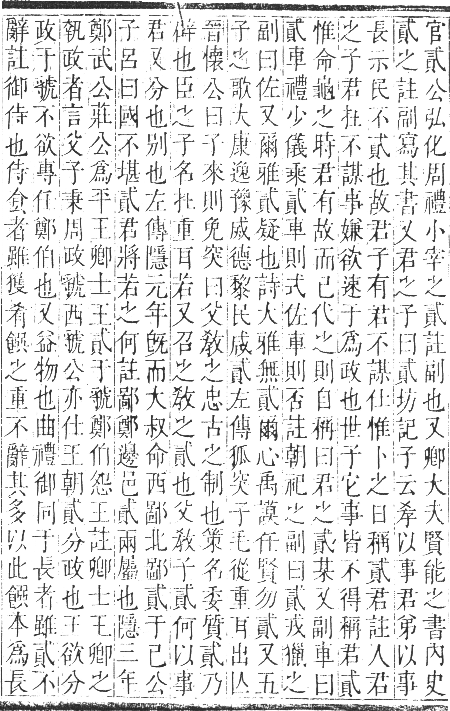 官貳公弘化周禮小宰之貳註副也又鄉大夫賢能之書內史
貳之註副寫其書又君之子曰貳坊記子云孝以事君弟以事
長示民不貳也故君子有君不謀仕惟卜之日稱貳君註人君
之子君在不謀事嫌欲速于爲政也世子它事皆不得稱君貳
惟命龜之時君有故而己代之則自稱曰君之貳某又副車曰
貳車禮少儀乘貳車則式佐車則否註朝祀之副曰貳戎獵之
副曰佐又爾雅貳疑也詩大雅無貳爾心禹謨任賢勿貳又五
子之歌大康逸豫滅德黎民咸貳左傳狐突子毛從重耳出人
晉懷公曰子來則免突曰父敎之忠古之制也策名委質貳乃
辟也臣之子名在重耳若又召之敎之貳也父敎子貳何以事
君又分也別也左傳隱元年旣而大叔命西鄙北鄙貳于己公
子呂曰國不堪貳君將若之何註鄙鄭邊邑貳兩屬也隱三年
鄭武公莊公爲平王卿士王貳于虢鄭伯怨王註卿士王卿之
執政者言父子秉周政虢西虢公亦仕王朝貳分政也王欲分
政于虢不欲專任鄭伯也又益物也曲禮御同于長者雖貳不
辭註御侍也侍食者雖獲肴饌之重不辭其多以此饌本爲長